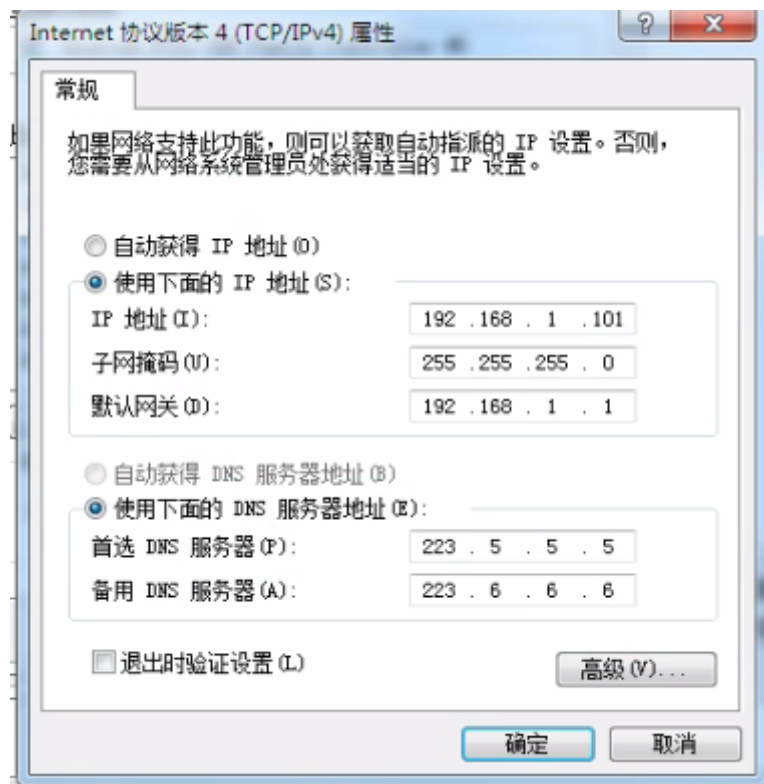 Internet 协议版本 4 (TCP/IPv4) 属性
常规
如果网络支持此功能，则可以获取自动指派的 IP 设置。否则，
您需要从网络系统管理员处获得适当的 IP 设置。
自动获得 IP 地址(O)
使用下面的 IP 地址(S):
IP 地址(I): 192 .168 . 1 .101
子网掩码(U): 255 .255 .255 . 0
默认网关(D): 192 .168 . 1 . 1
自动获得 DNS 服务器地址(B)
使用下面的 DNS 服务器地址(E):
首选 DNS 服务器(P): 223 . 5 . 5 . 5
备用 DNS 服务器(A): 223 . 6 . 6 . 6
退出时验证设置(L)
高级(V)...
确定 取消